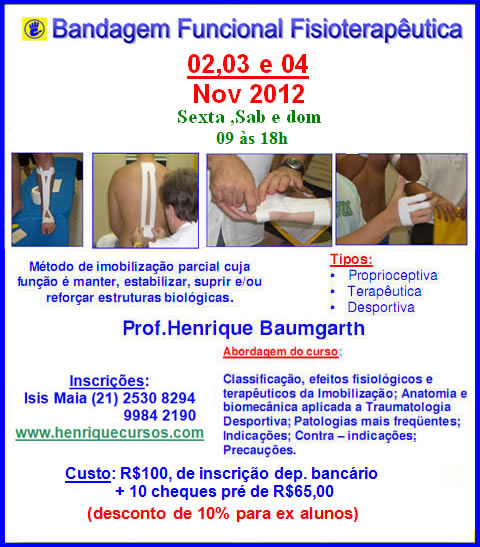 Bandagem Funcional Fisioterapêutica
02,03 e 04
Nov 2012
Sexta ,Sab e dom
09 às 18h
Método de imobilização parcial cuja
função é manter, estabilizar, suprir e/ou
reforçar estruturas biológicas.
Tipos:
• Proprioceptiva
• Terapêutica
• Desportiva
Prof.Henrique Baumgarth
Inscrições:
Isis Maia (21) 2530 8294
9984 2190
www.henriquecursos.com
Abordagem do curso:
Classificação, efeitos fisiológicos e
terapêuticos da Imobilização; Anatomia e
biomecânica aplicada a Traumatologia
Desportiva; Patologias mais freqüentes;
Indicações; Contra – indicações;
Precauções.
Custo: R$100, de inscrição dep. bancário
+ 10 cheques pré de R$65,00
(desconto de 10% para ex alunos)